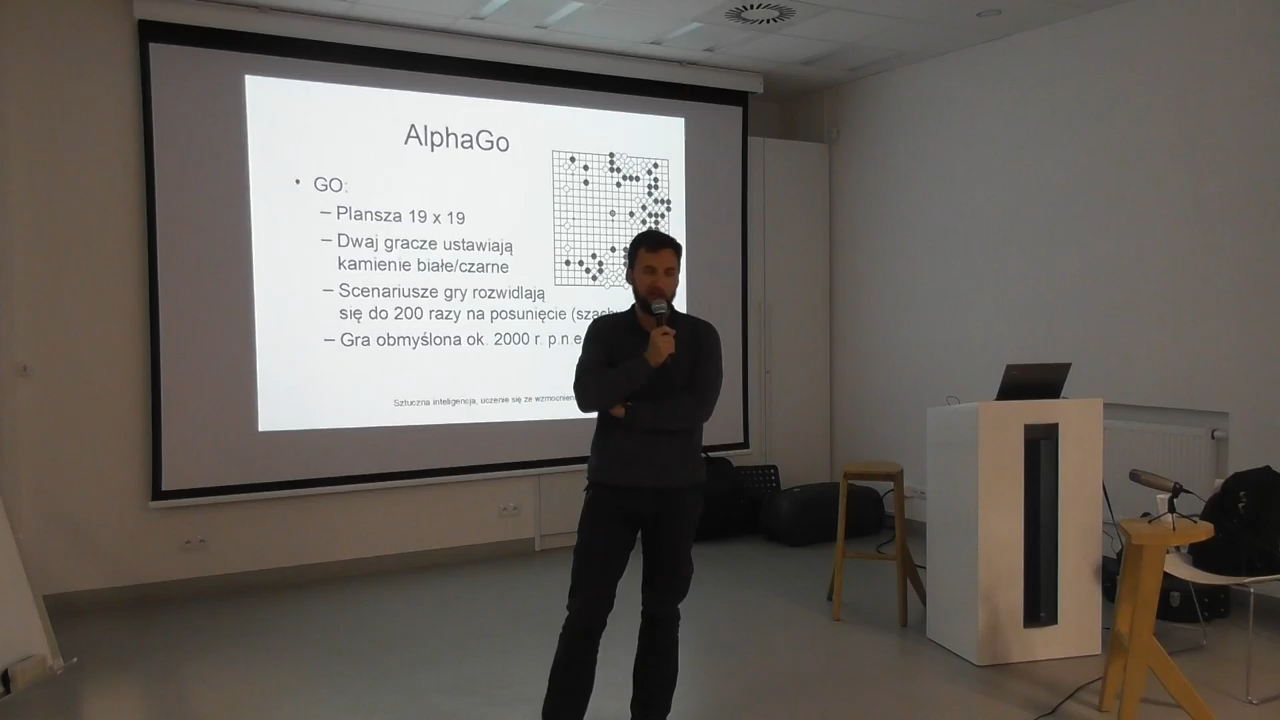 AlphaGo
• GO:
– Plansza 19 x 19
– Dwaj gracze ustawiają
kamienie białe/czarne
– Scenariusze gry rozwidlają
się do 200 razy na posunięcie
– Gra obmyślona ok. 2000 r. p.n.e
Sztuczna inteligencja, uczenie się ze